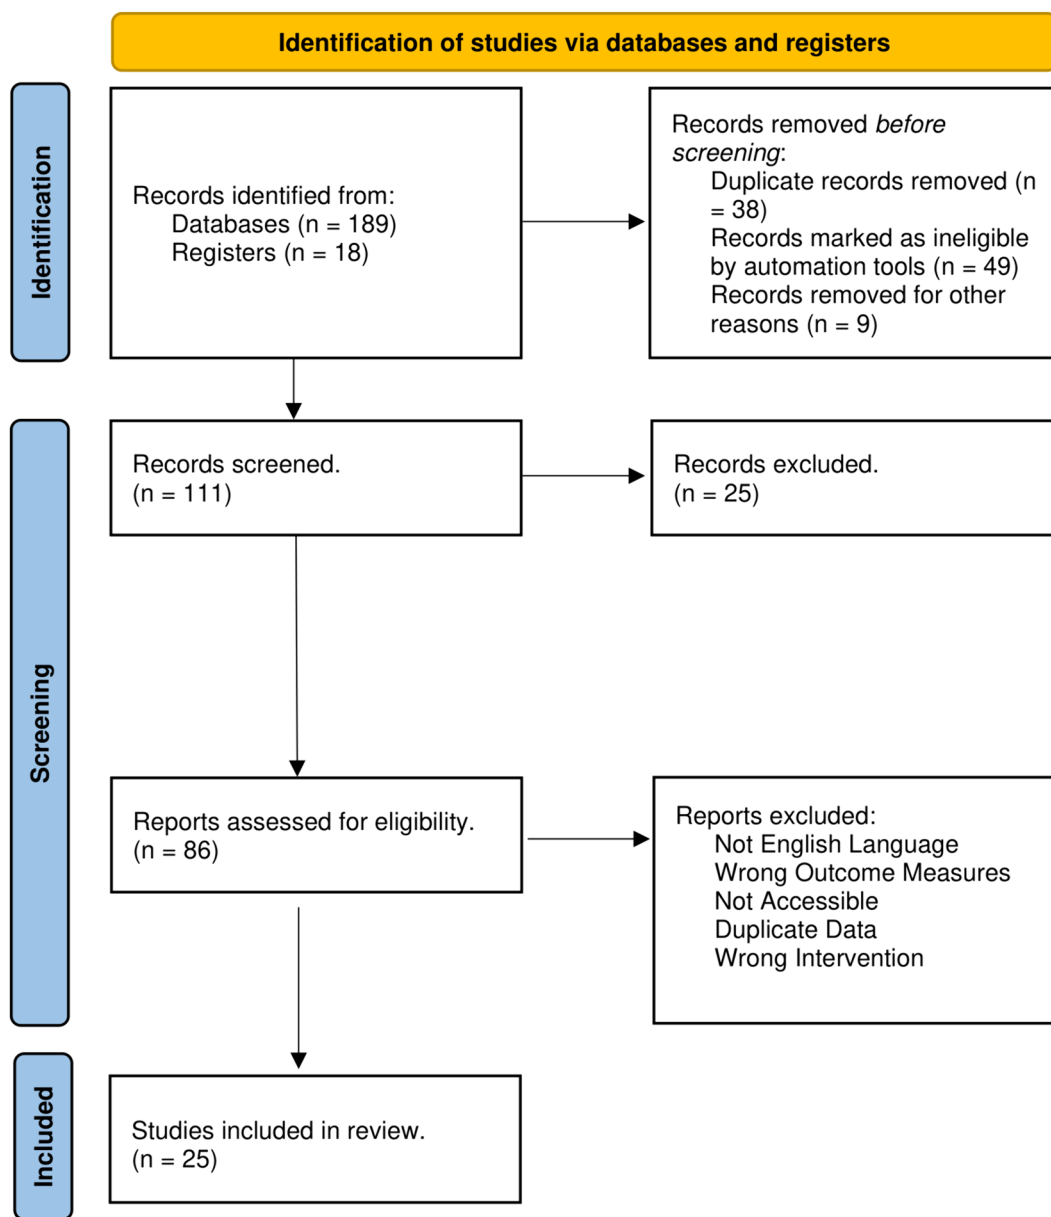 Identification of studies via databases and registers
Identification
Records identified from:
Databases (n = 189)
Registers (n = 18)
Records removed before
screening:
Duplicate records removed (n
= 38)
Records marked as ineligible
by automation tools (n = 49)
Records removed for other
reasons (n = 9)
Screening
Records screened.
(n = 111)
Records excluded.
(n = 25)
Reports assessed for eligibility.
(n = 86)
Reports excluded:
Not English Language
Wrong Outcome Measures
Not Accessible
Duplicate Data
Wrong Intervention
Included
Studies included in review.
(n = 25)